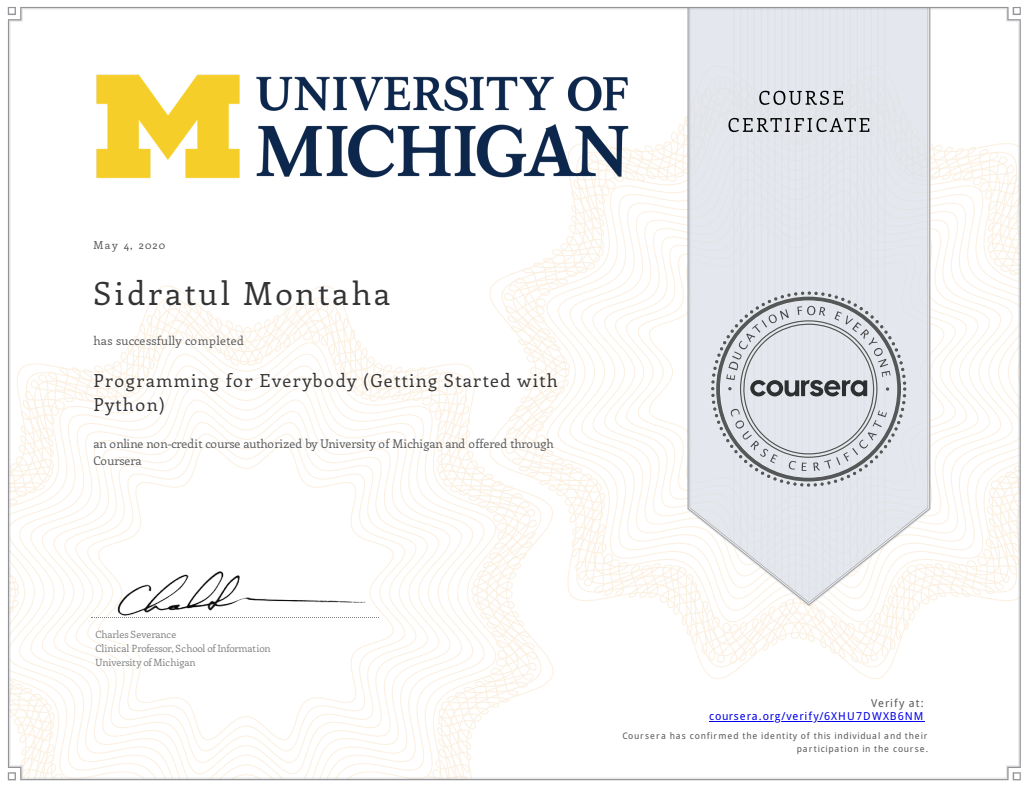 UNIVERSITY OF
MICHIGAN
COURSE
CERTIFICATE
May 4, 2020
Sidratul Montaha
has successfully completed
Programming for Everybody (Getting Started with
Python)
an online non-credit course authorized by University of Michigan and offered through
Coursera
EDUCATION FOR EVERYONE
coursera
COURSE CERTIFICATE
Charles Severance
Clinical Professor, School of Information
University of Michigan
Verify at:
coursera.org/verify/6XHU7DWXB6NM
Coursera has confirmed the identity of this individual and their
participation in the course.